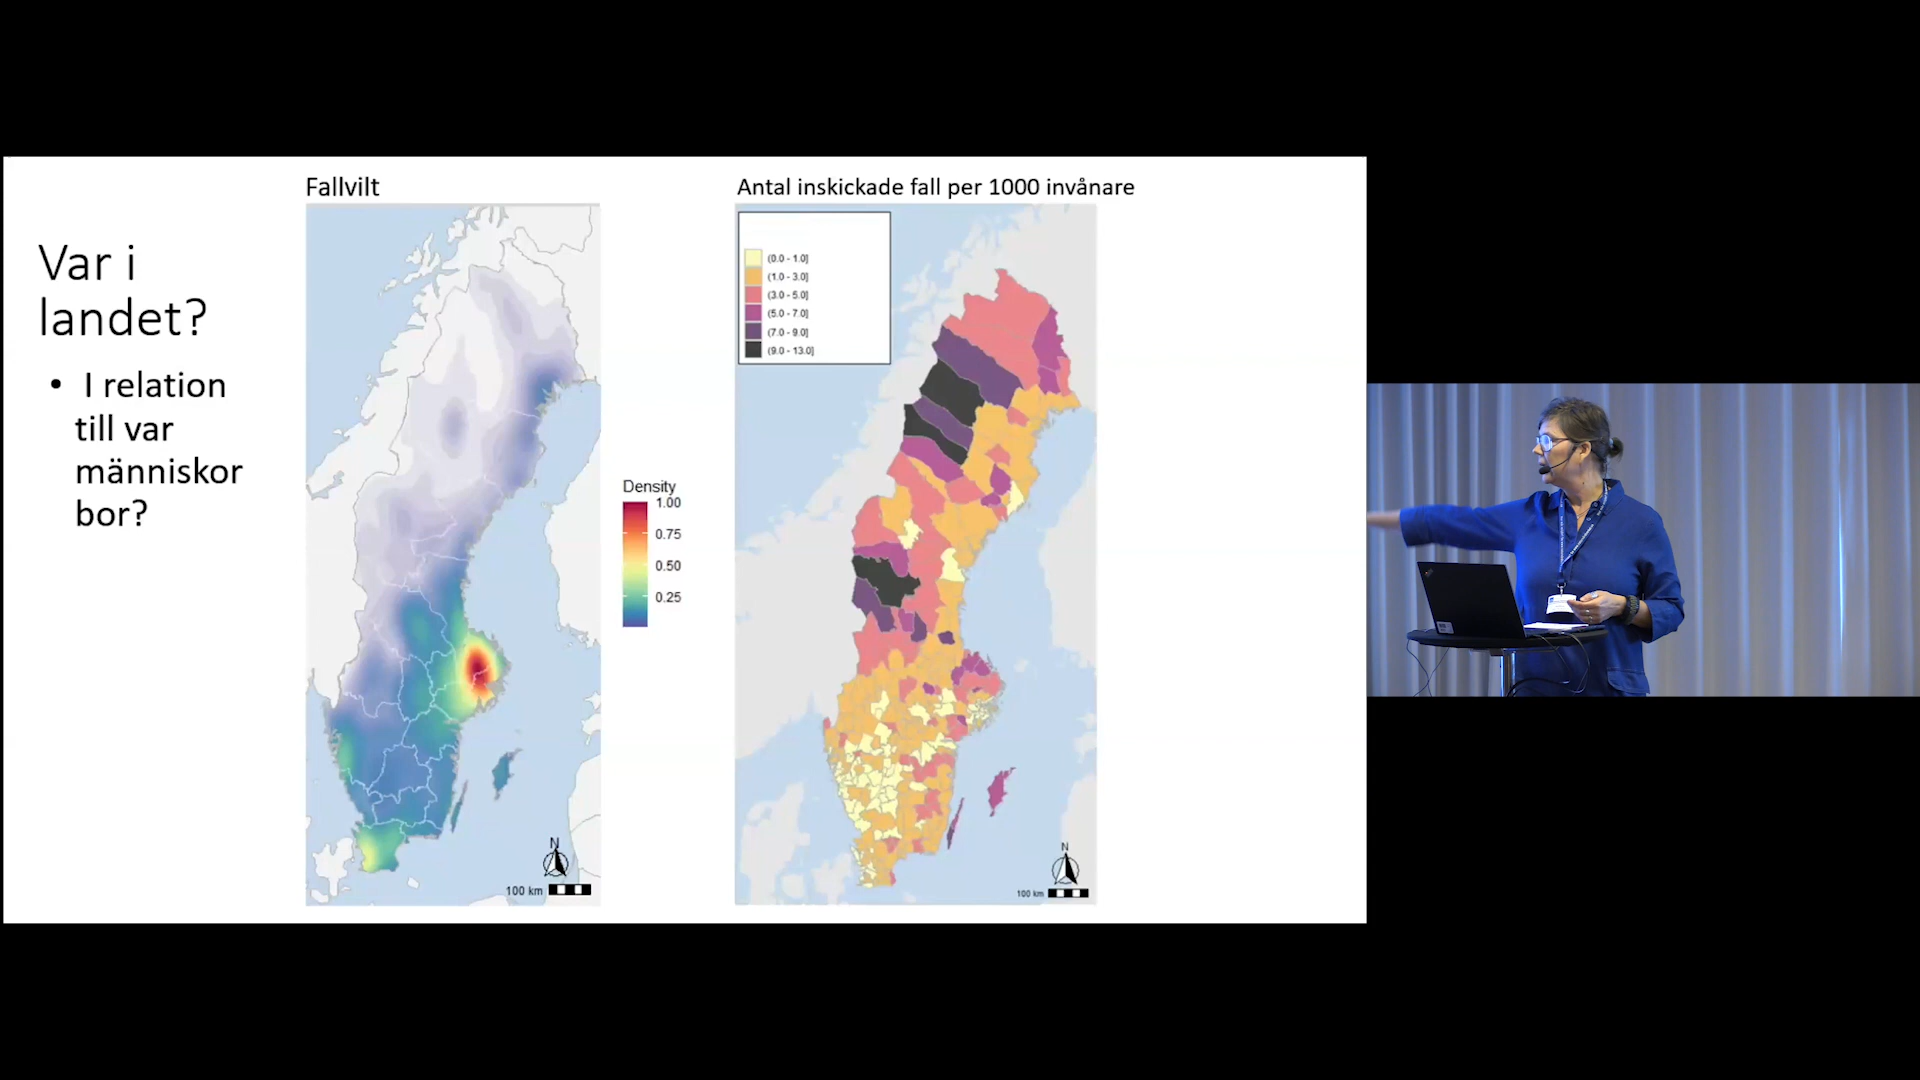 Var i
landet?
• I relation
till var
människor
bor?
Fallvilt
Density
1.00
0.75
0.50
0.25
N
100 km
Antal inskickade fall per 1000 invånare
(0.0 - 1.0]
(1.0 - 3.0]
(3.0 - 5.0]
(5.0 - 7.0]
(7.0 - 9.0]
(9.0 - 13.0]
N
100 km